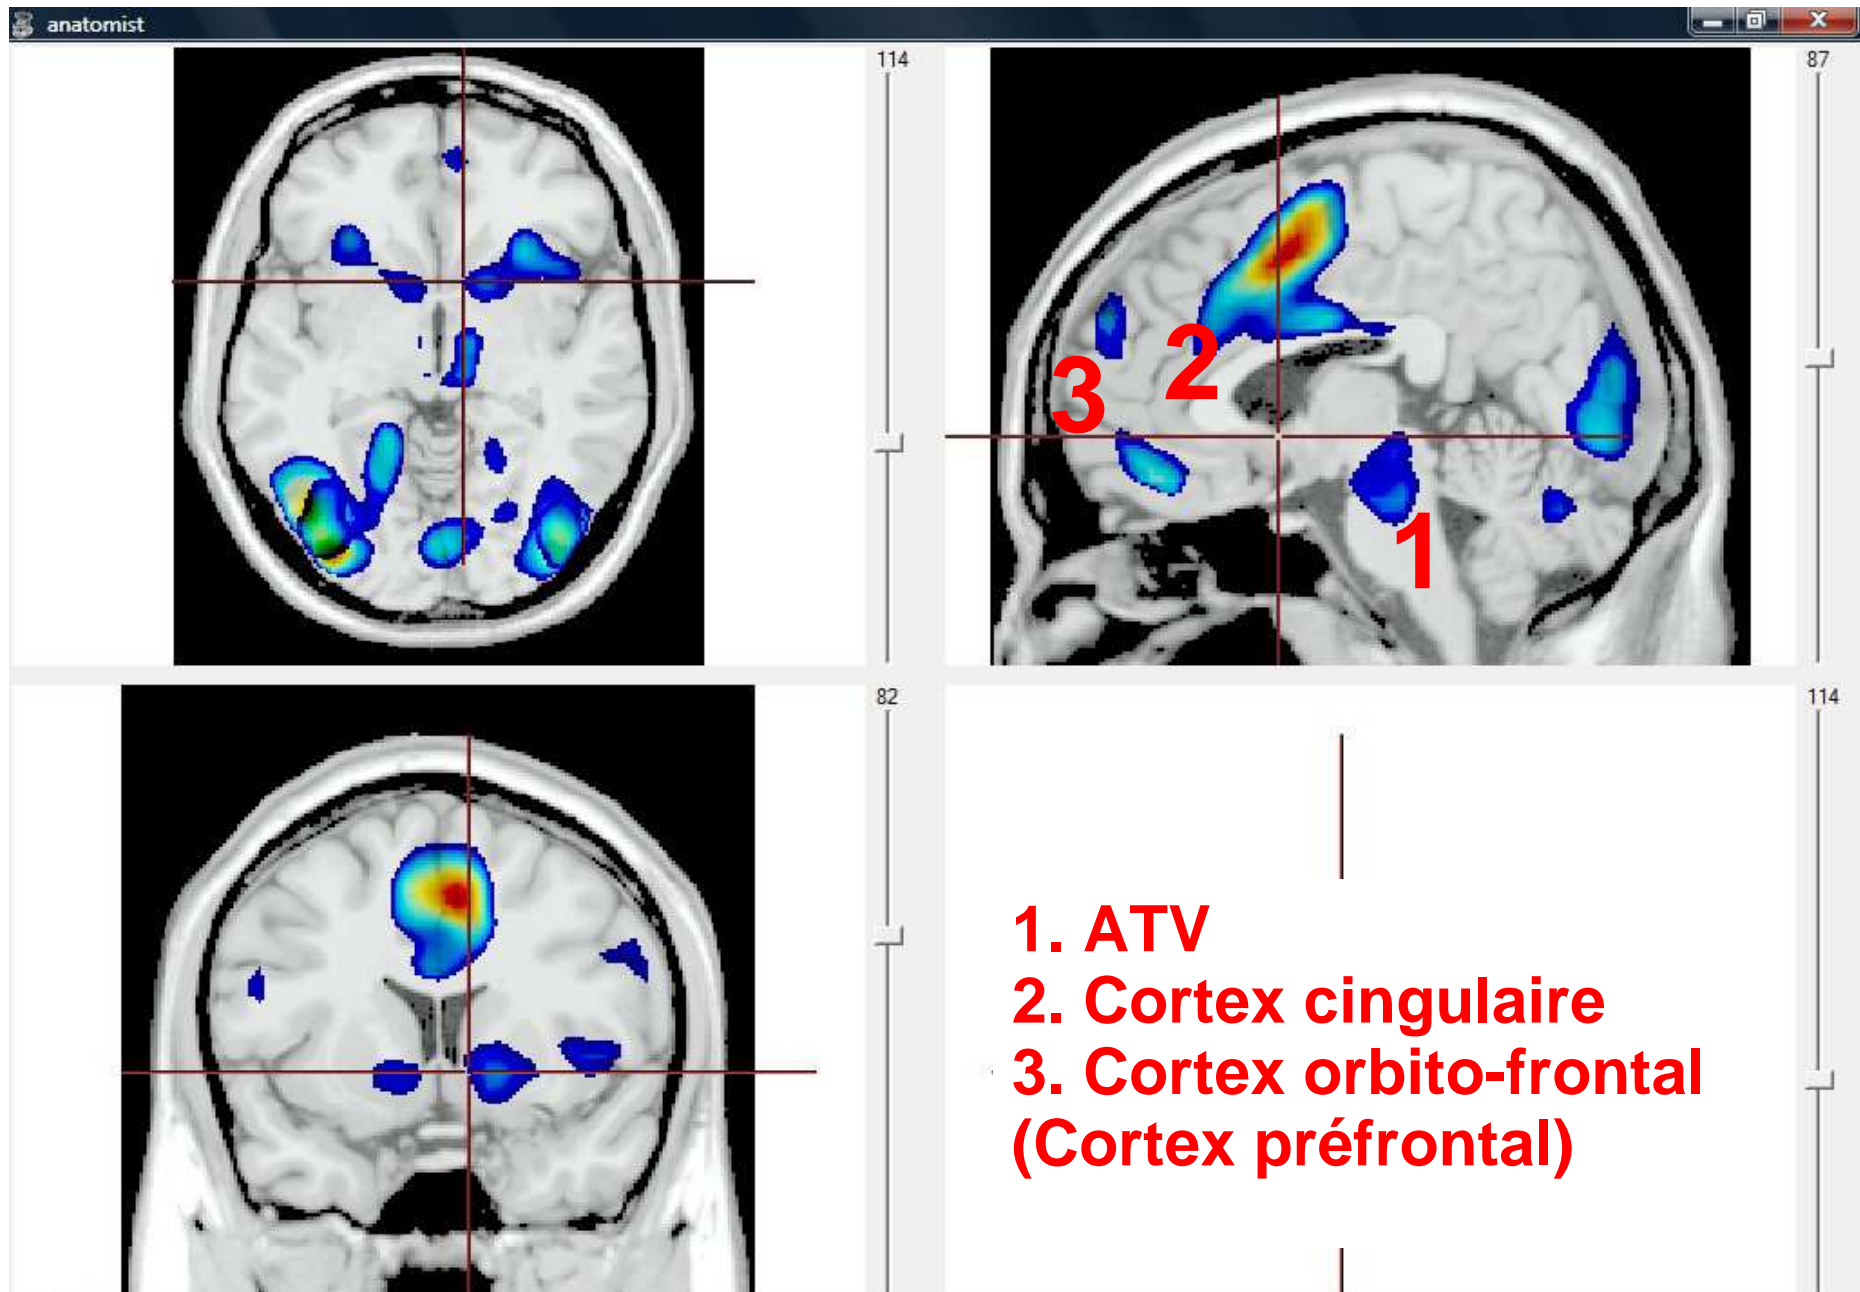 anatomist
114
87
2
3
1
82
114
1. ATV
2. Cortex cingulaire
3. Cortex orbito-frontal
(Cortex préfrontal)